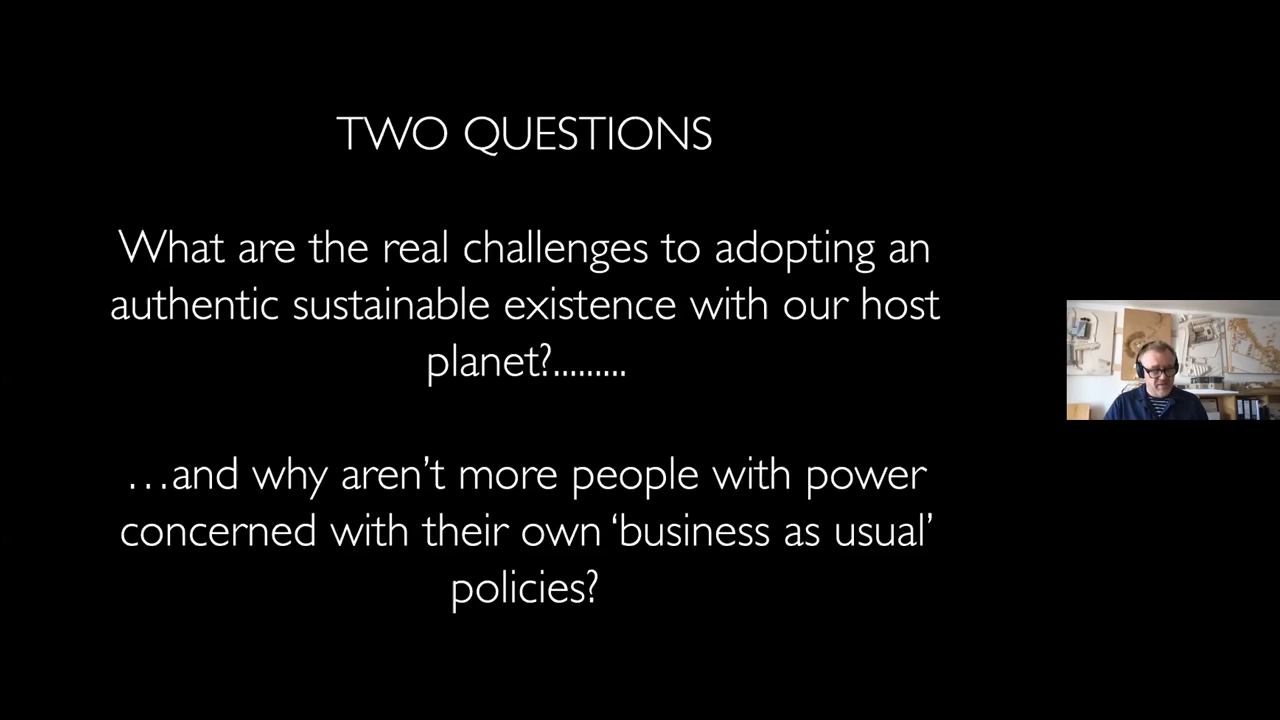 TWO QUESTIONS
What are the real challenges to adopting an
authentic sustainable existence with our host
planet?.........
…and why aren’t more people with power
concerned with their own ‘business as usual’
policies?